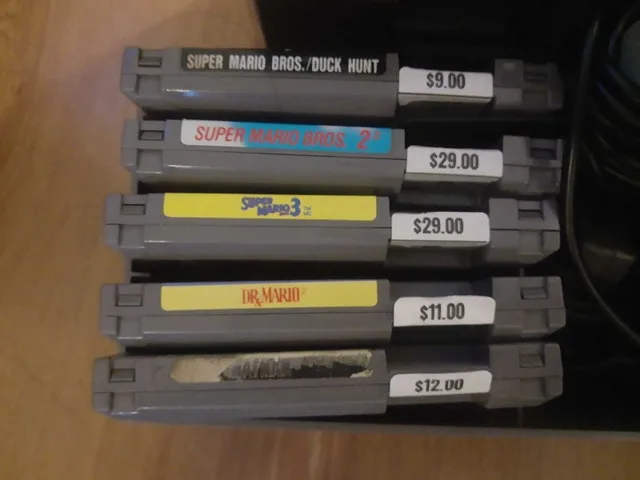 SUPER MARIO BROS./DUCK HUNT
$9.00
SUPER MARIO BROS. 2
$29.00
SUPER
MARIO 3
$29.00
DR. MARIO
$11.00
$12.00